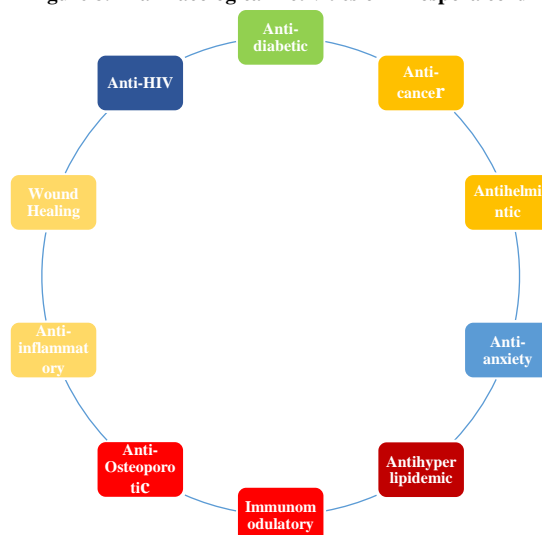 Anti-
diabetic
Anti-
cancer
Antihelmi
ntic
Anti-
anxiety
Antihyper
lipidemic
Immunom
odulatory
Anti-
Osteoporo
tic
Anti-
inflammat
ory
Wound
Healing
Anti-HIV